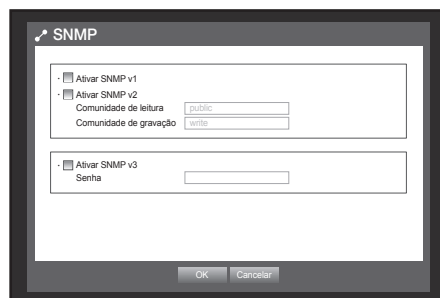 SNMP
- Ativar SNMP v1
- Ativar SNMP v2
Comunidade de leitura public
Comunidade de gravação write
- Ativar SNMP v3
Senha
OK Cancelar